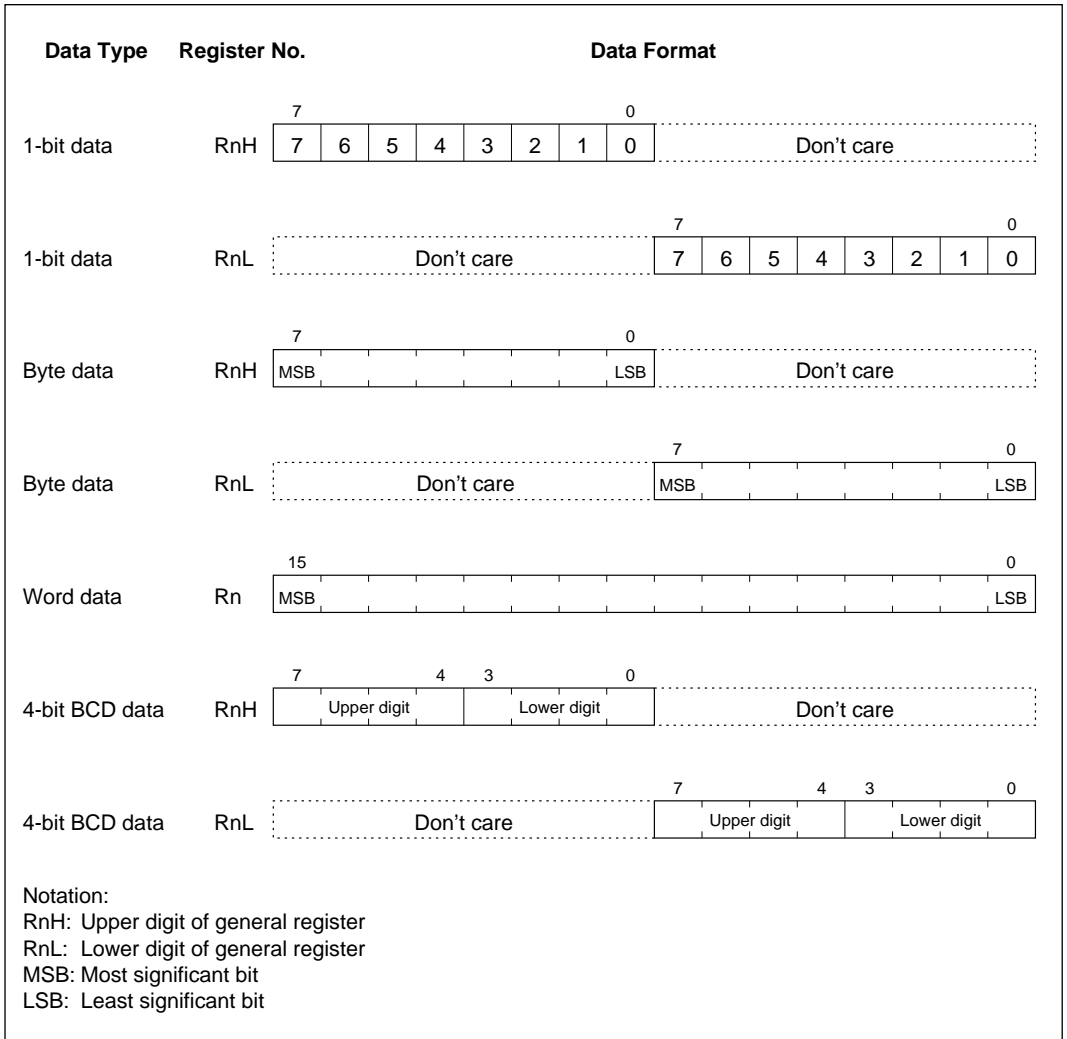 Data Type Register No. Data Format
7 0
1-bit data RnH 7 6 5 4 3 2 1 0 Don't care
7 0
1-bit data RnL Don't care 7 6 5 4 3 2 1 0
7 0
Byte data RnH MSB LSB Don't care
7 0
Byte data RnL Don't care MSB LSB
15 0
Word data Rn MSB LSB
7 4 3 0
4-bit BCD data RnH Upper digit Lower digit Don't care
7 4 3 0
4-bit BCD data RnL Don't care Upper digit Lower digit
Notation:
RnH: Upper digit of general register
RnL: Lower digit of general register
MSB: Most significant bit
LSB: Least significant bit